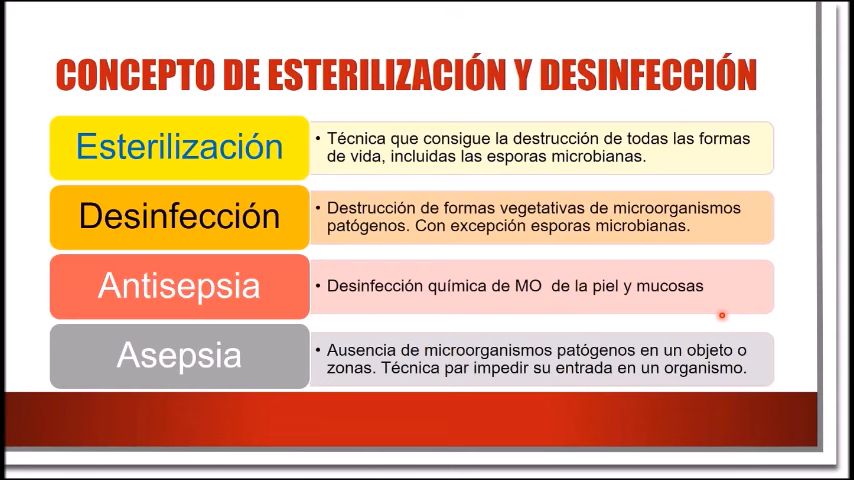 CONCEPTO DE ESTERILIZACIÓN Y DESINFECCIÓN
Esterilización
• Técnica que consigue la destrucción de todas las formas
de vida, incluidas las esporas microbianas.
Desinfección
• Destrucción de formas vegetativas de microorganismos
patógenos. Con excepción esporas microbianas.
Antisepsia
• Desinfección química de MO de la piel y mucosas
Asepsia
• Ausencia de microorganismos patógenos en un objeto o
zonas. Técnica par impedir su entrada en un organismo.